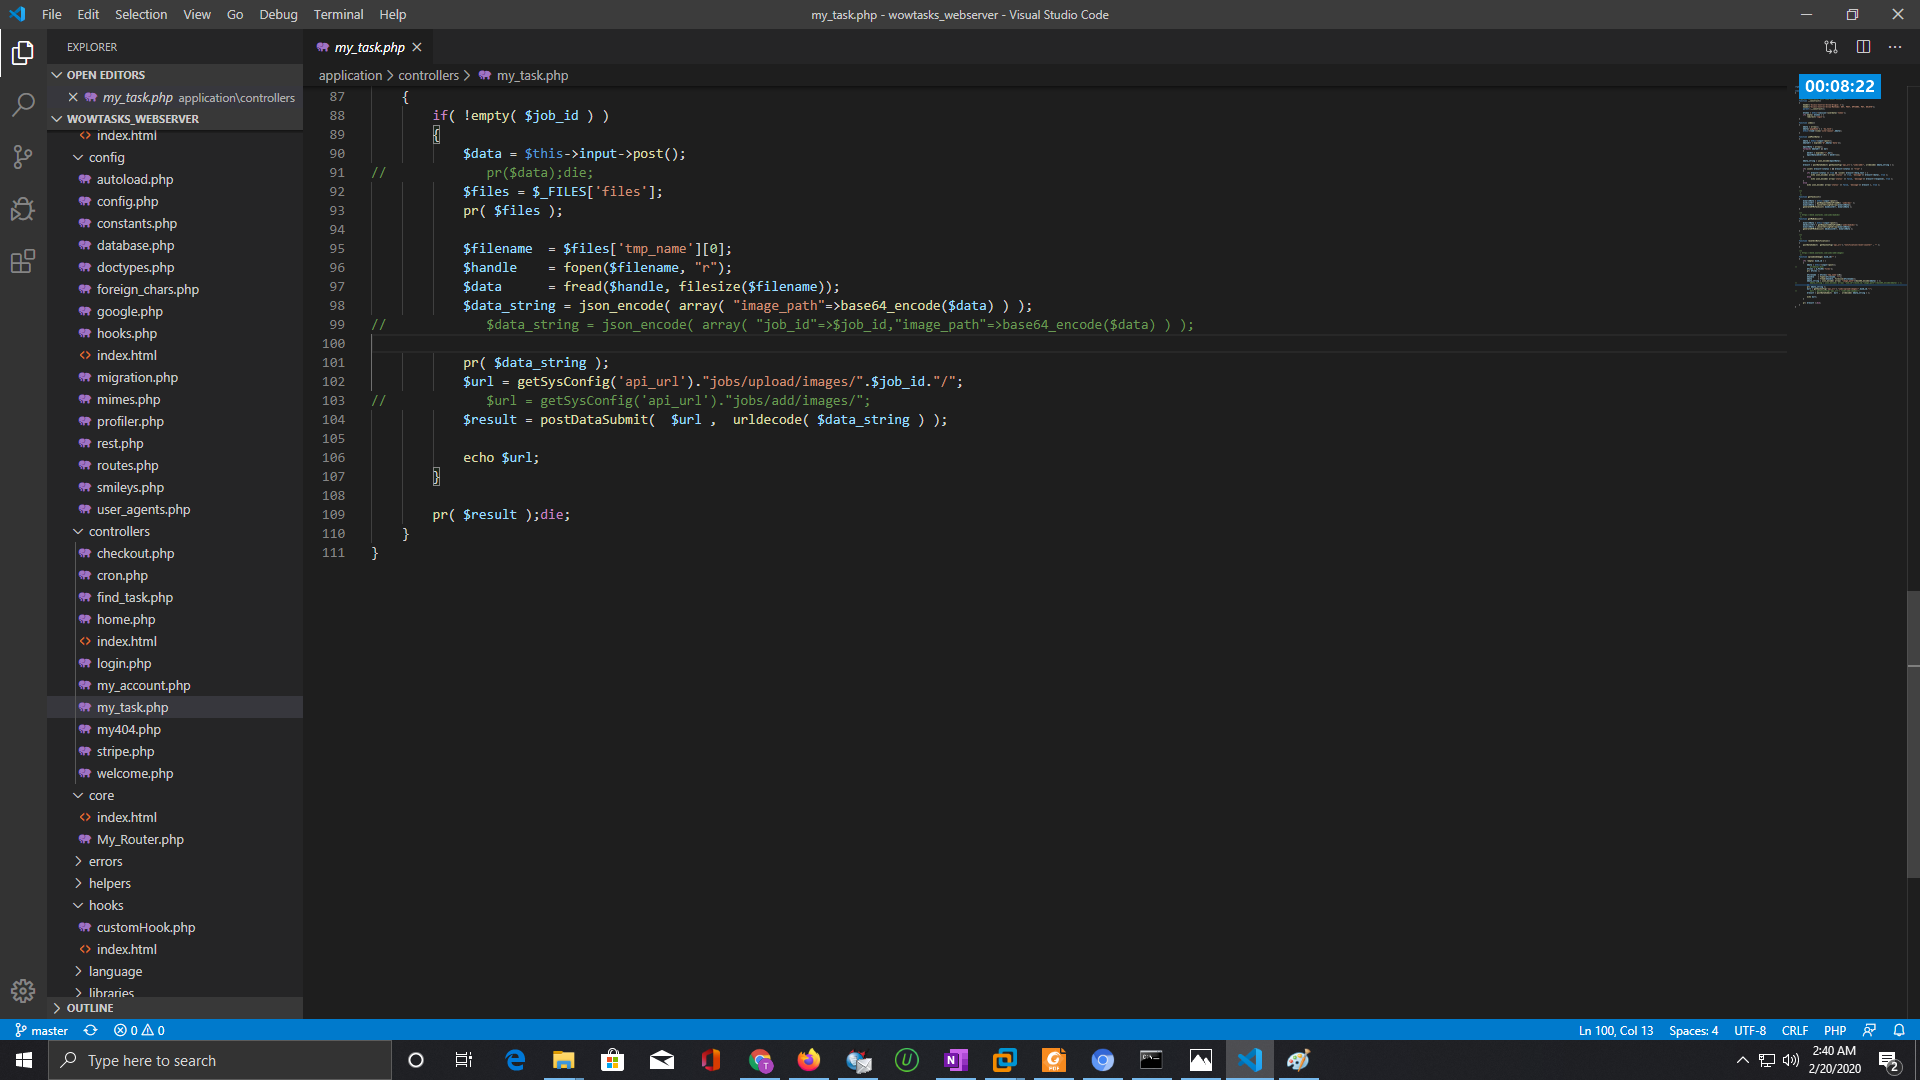 File Edit Selection View Go Debug Terminal Help
my_task.php - wowtasks_webserver - Visual Studio Code
EXPLORER
OPEN EDITORS
my_task.php application\controllers
WOWTASKS_WEBSERVER
index.html
config
autoload.php
config.php
constants.php
database.php
doctypes.php
foreign_chars.php
google.php
hooks.php
index.html
migration.php
mimes.php
profiler.php
rest.php
routes.php
smileys.php
user_agents.php
controllers
checkout.php
cron.php
find_task.php
home.php
index.html
login.php
my_account.php
my_task.php
my404.php
stripe.php
welcome.php
core
index.html
My_Router.php
errors
helpers
hooks
customHook.php
index.html
language
libraries
OUTLINE
my_task.php
application > controllers > my_task.php
00:08:22
87 {
88 if( !empty( $job_id ) )
89 {
90 $data = $this->input->post();
91 // pr($data);die;
92 $files = $_FILES['files'];
93 pr( $files );
94
95 $filename = $files['tmp_name'][0];
96 $handle = fopen($filename, "r");
97 $data = fread($handle, filesize($filename));
98 $data_string = json_encode( array( "image_path"=>base64_encode($data) ) );
99 // $data_string = json_encode( array( "job_id"=>$job_id,"image_path"=>base64_encode($data) ) );
100
101 pr( $data_string );
102 $url = getSysConfig('api_url')."jobs/upload/images/".$job_id."/";
103 // $url = getSysConfig('api_url')."jobs/add/images/";
104 $result = postDataSubmit( $url , urldecode( $data_string ) );
105
106 echo $url;
107 }
108
109 pr( $result );die;
110 }
111 }
master 0 0
Ln 100, Col 13 Spaces: 4 UTF-8 CRLF PHP
Type here to search
2:40 AM
2/20/2020
2